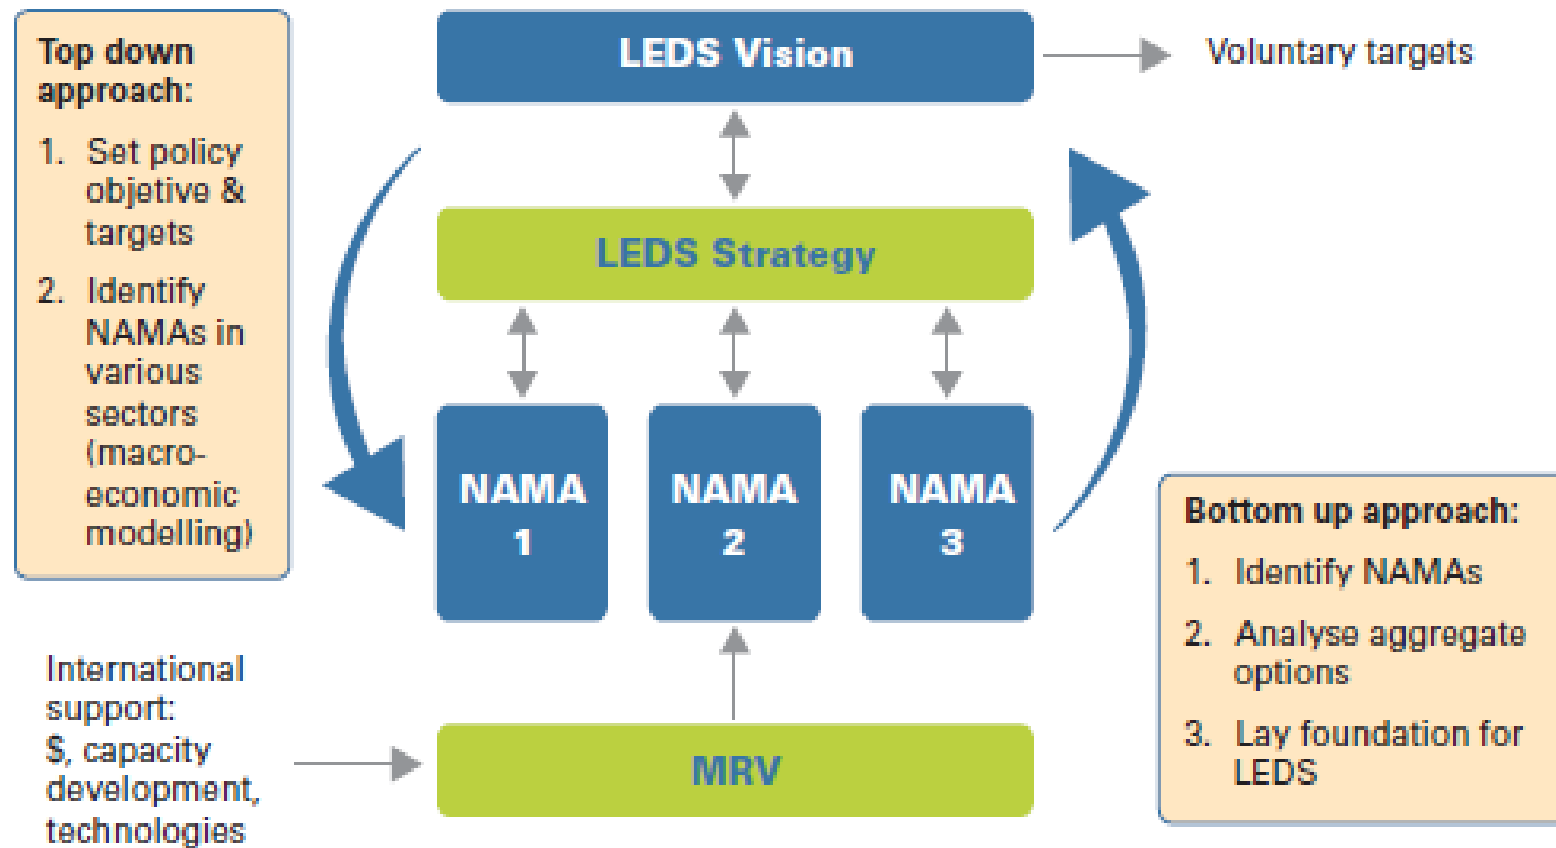 Top down
approach:
1. Set policy
objetive &
targets
2. Identify
NAMAs in
various
sectors
(macro-
economic
modelling)
LEDS Vision
Voluntary targets
LEDS Strategy
NAMA
1
NAMA
2
NAMA
3
Bottom up approach:
1. Identify NAMAs
2. Analyse aggregate
options
3. Lay foundation for
LEDS
International
support:
$, capacity
development,
technologies
MRV